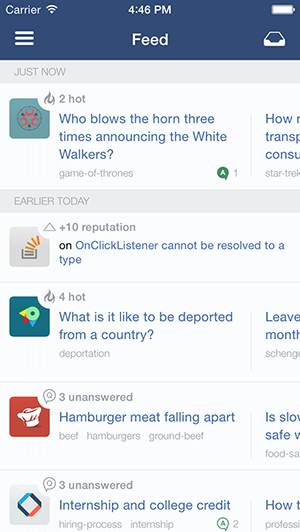 Carrier 4:46 PM
Feed
JUST NOW
2 hot
Who blows the horn three
times announcing the White
Walkers?
game-of-thrones
A 1
How
transp
consu
star-trek
EARLIER TODAY
+10 reputation
on OnClickListener cannot be resolved to a
type
4 hot
What is it like to be deported
from a country?
deportation
Leave
month
scheng
3 unanswered
Hamburger meat falling apart
beef hamburgers ground-beef
Is slov
safe w
food-sa
3 unanswered
Internship and college credit
hiring-process internship
A 2
How t
professi